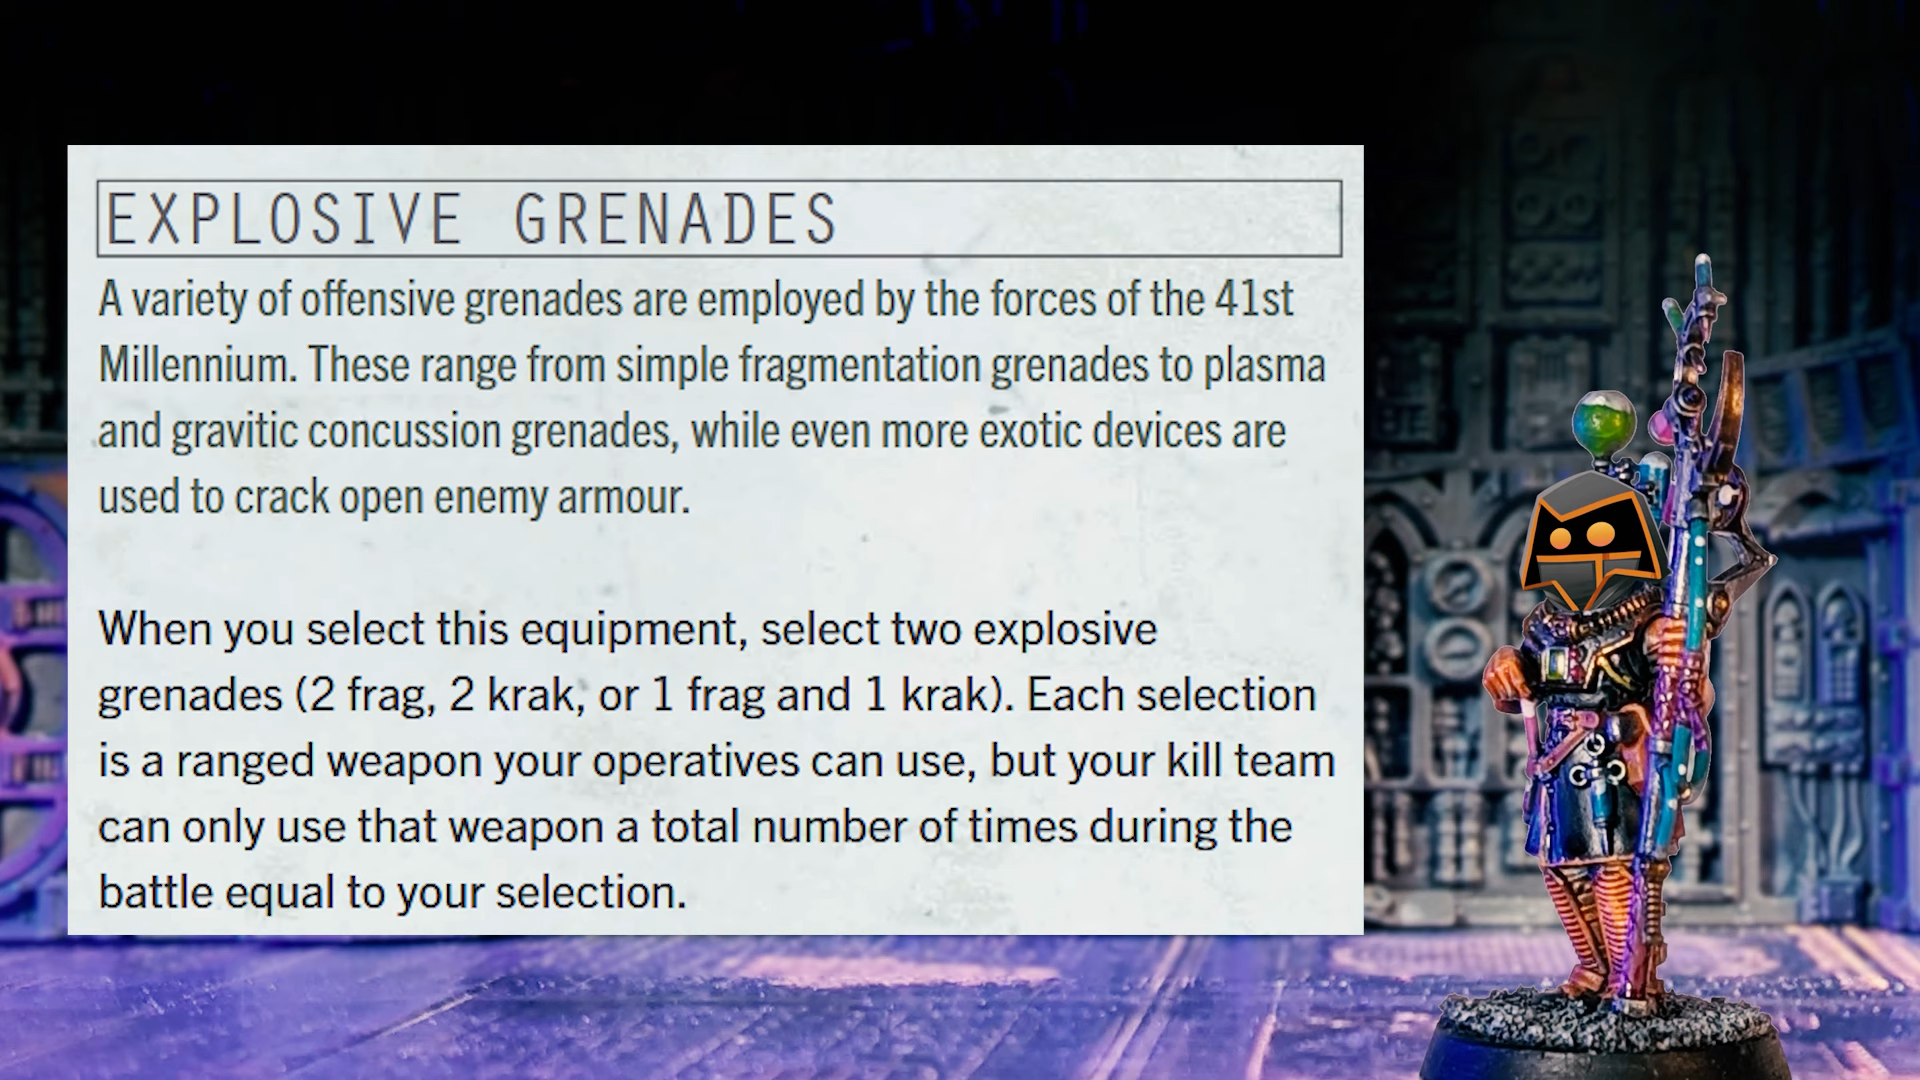 EXPLOSIVE GRENADES
A variety of offensive grenades are employed by the forces of the 41st
Millennium. These range from simple fragmentation grenades to plasma
and gravitic concussion grenades, while even more exotic devices are
used to crack open enemy armour.
When you select this equipment, select two explosive
grenades (2 frag, 2 krak, or 1 frag and 1 krak). Each selection
is a ranged weapon your operatives can use, but your kill team
can only use that weapon a total number of times during the
battle equal to your selection.